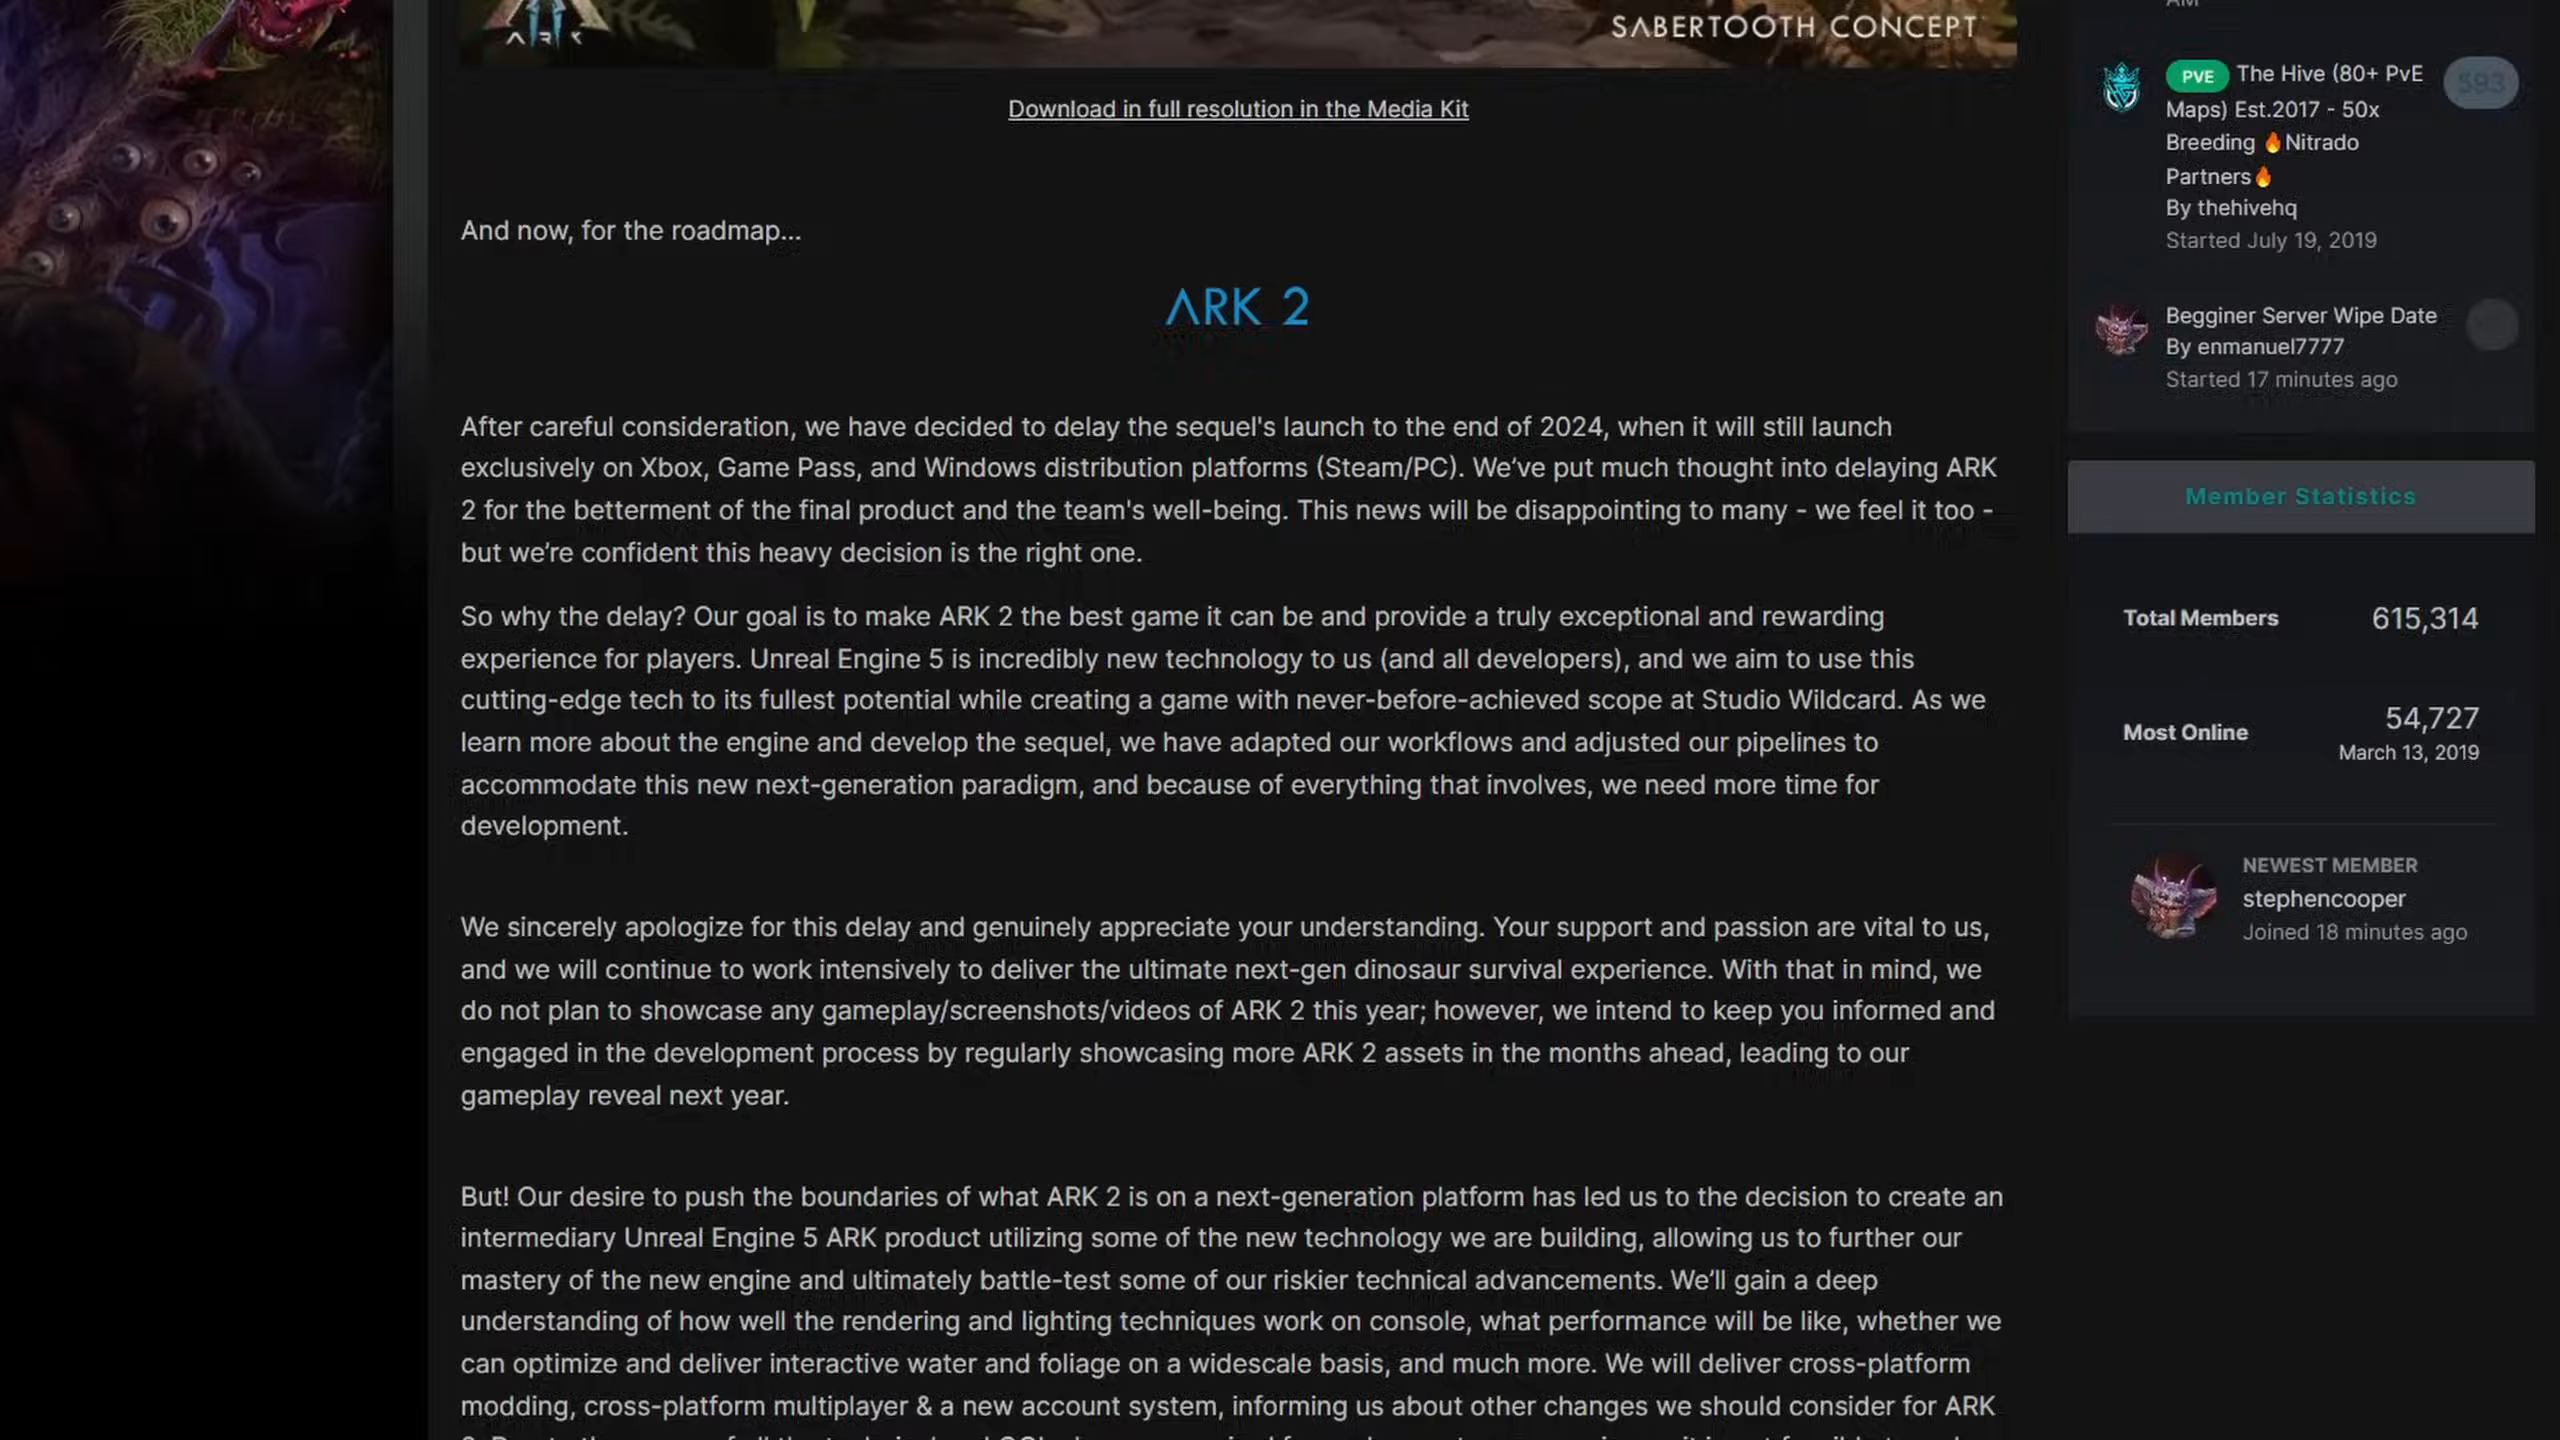 ARK
SABERTOOTH CONCEPT
Download in full resolution in the Media Kit
And now, for the roadmap...
ARK 2
After careful consideration, we have decided to delay the sequel's launch to the end of 2024, when it will still launch
exclusively on Xbox, Game Pass, and Windows distribution platforms (Steam/PC). We've put much thought into delaying ARK
2 for the betterment of the final product and the team's well-being. This news will be disappointing to many - we feel it too -
but we're confident this heavy decision is the right one.
So why the delay? Our goal is to make ARK 2 the best game it can be and provide a truly exceptional and rewarding
experience for players. Unreal Engine 5 is incredibly new technology to us (and all developers), and we aim to use this
cutting-edge tech to its fullest potential while creating a game with never-before-achieved scope at Studio Wildcard. As we
learn more about the engine and develop the sequel, we have adapted our workflows and adjusted our pipelines to
accommodate this new next-generation paradigm, and because of everything that involves, we need more time for
development.
We sincerely apologize for this delay and genuinely appreciate your understanding. Your support and passion are vital to us,
and we will continue to work intensively to deliver the ultimate next-gen dinosaur survival experience. With that in mind, we
do not plan to showcase any gameplay/screenshots/videos of ARK 2 this year; however, we intend to keep you informed and
engaged in the development process by regularly showcasing more ARK 2 assets in the months ahead, leading to our
gameplay reveal next year.
But! Our desire to push the boundaries of what ARK 2 is on a next-generation platform has led us to the decision to create an
intermediary Unreal Engine 5 ARK product utilizing some of the new technology we are building, allowing us to further our
mastery of the new engine and ultimately battle-test some of our riskier technical advancements. We'll gain a deep
understanding of how well the rendering and lighting techniques work on console, what performance will be like, whether we
can optimize and deliver interactive water and foliage on a widescale basis, and much more. We will deliver cross-platform
modding, cross-platform multiplayer & a new account system, informing us about other changes we should consider for ARK
AM
PVE The Hive (80+ PvE
593
Maps) Est.2017 - 50x
Breeding 🔥Nitrado
Partners🔥
By thehivehq
Started July 19, 2019
Begginer Server Wipe Date
By enmanuel7777
Started 17 minutes ago
Member Statistics
Total Members 615,314
Most Online 54,727
March 13, 2019
NEWEST MEMBER
stephencooper
Joined 18 minutes ago